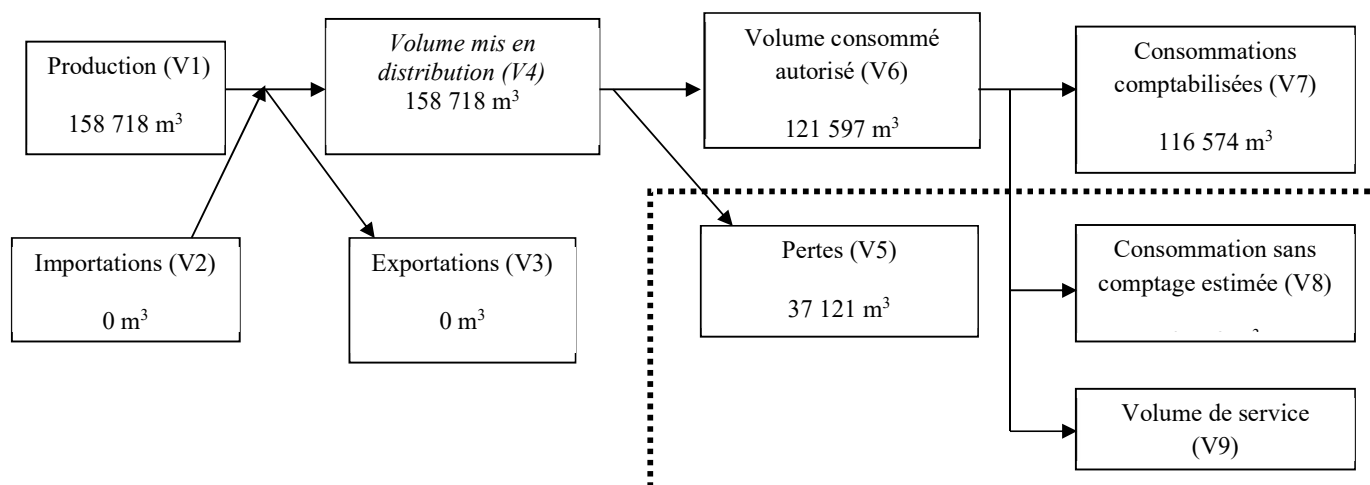 Production (V1)
158 718 m³
Volume mis en
distribution (V4)
158 718 m³
Volume consommé
autorisé (V6)
121 597 m³
Consommations
comptabilisées (V7)
116 574 m³
Importations (V2)
0 m³
Exportations (V3)
0 m³
Pertes (V5)
37 121 m³
Consommation sans
comptage estimée (V8)
Volume de service
(V9)